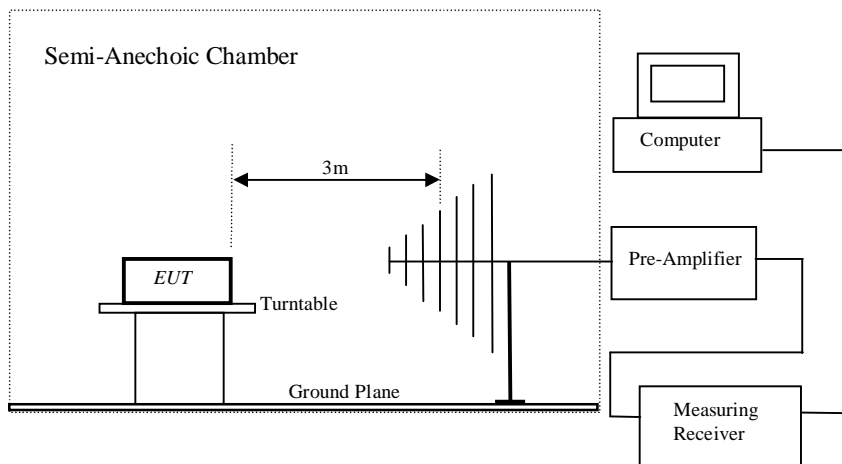 Semi-Anechoic Chamber
3m
EUT
Turntable
Ground Plane
Computer
Pre-Amplifier
Measuring
Receiver